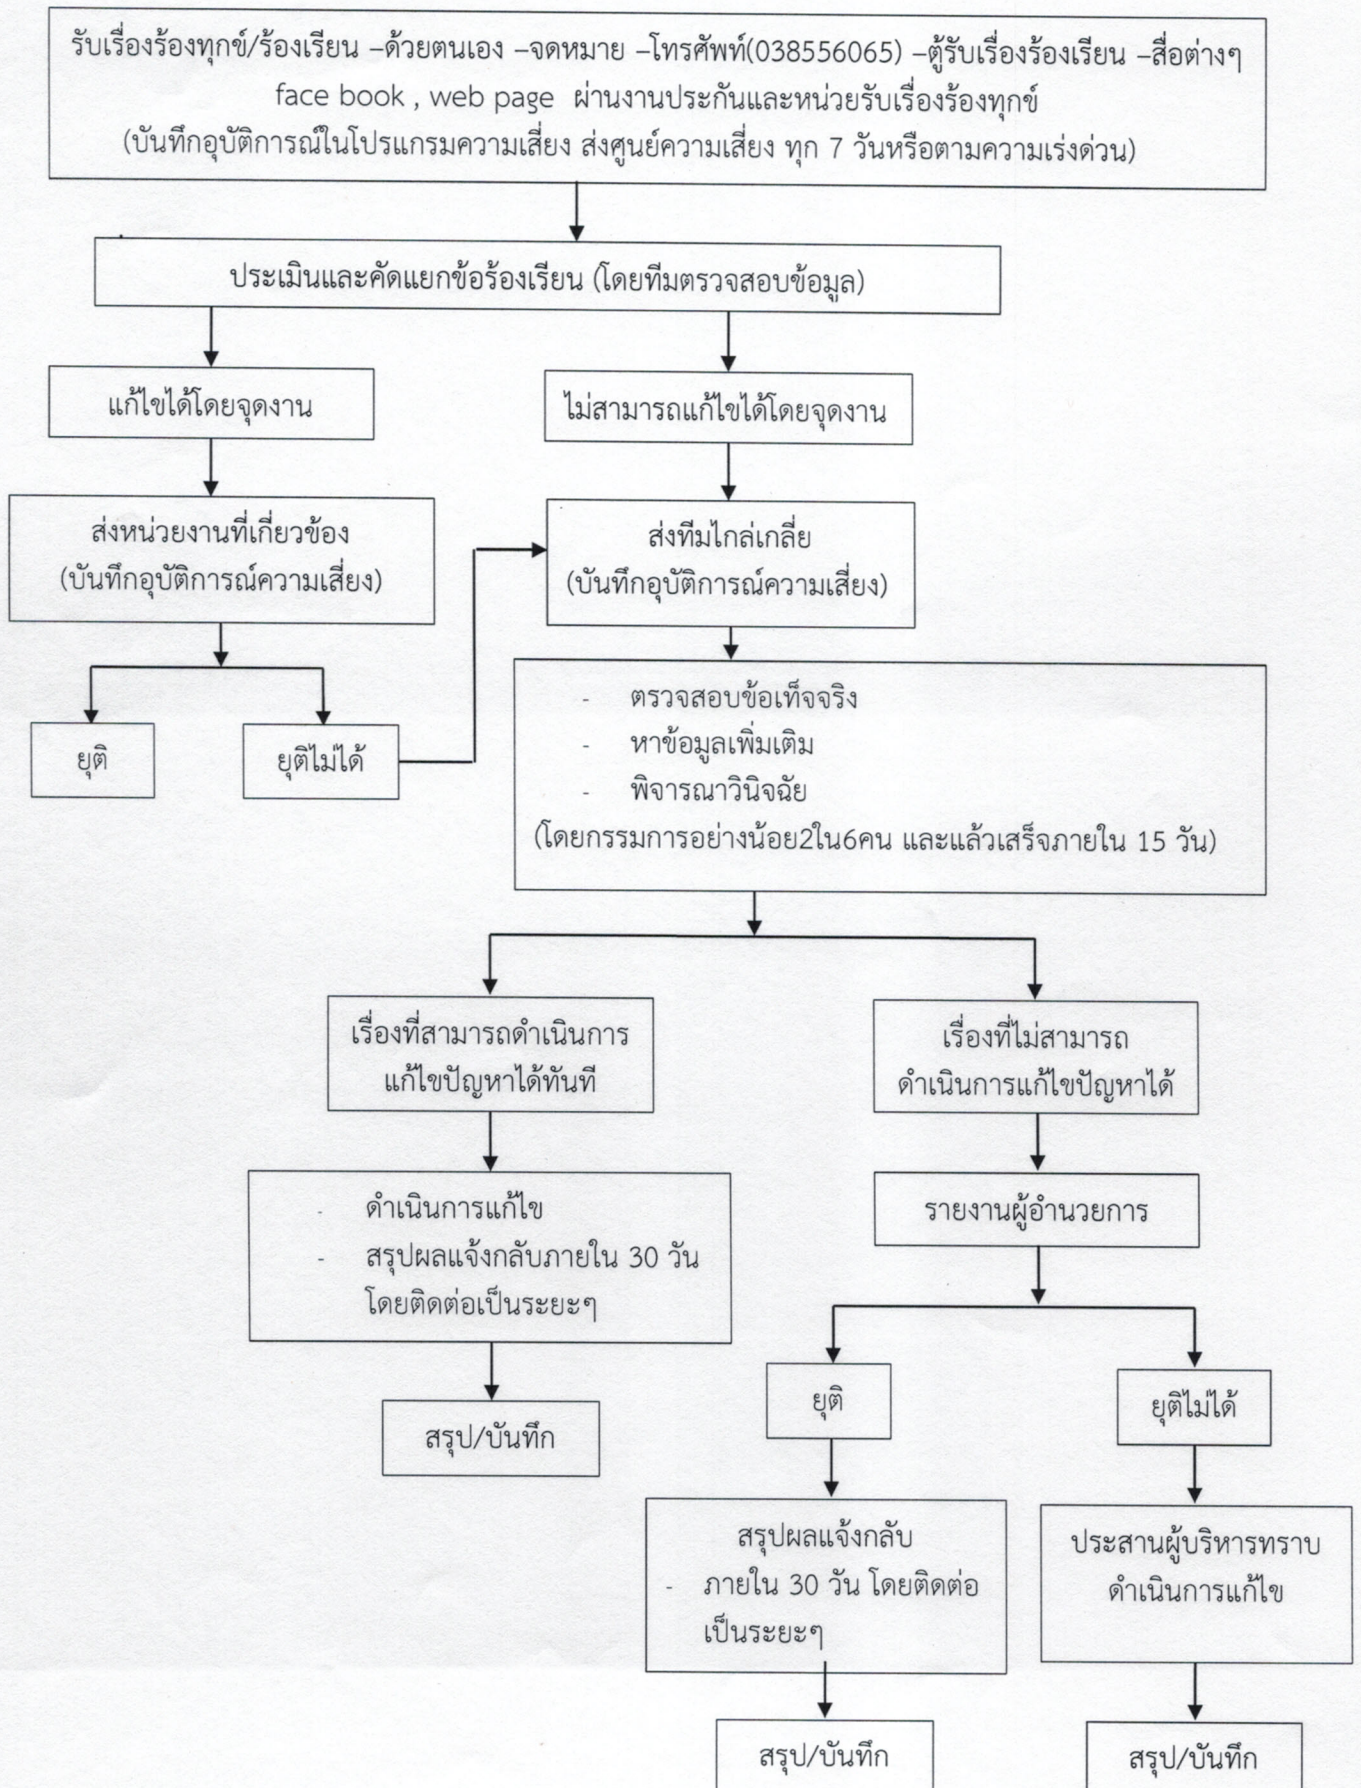 รับเรื่องร้องทุกข์/ร้องเรียน –ด้วยตนเอง –จดหมาย –โทรศัพท์(038556065) –ตู้รับเรื่องร้องเรียน –สื่อต่างๆ
face book , web page ผ่านงานประกันและหน่วยรับเรื่องร้องทุกข์
(บันทึกอุบัติการณ์ในโปรแกรมความเสี่ยง ส่งศูนย์ความเสี่ยง ทุก 7 วันหรือตามความเร่งด่วน)
ประเมินและคัดแยกข้อร้องเรียน (โดยทีมตรวจสอบข้อมูล)
แก้ไขได้โดยจุดงาน
ไม่สามารถแก้ไขได้โดยจุดงาน
ส่งหน่วยงานที่เกี่ยวข้อง
(บันทึกอุบัติการณ์ความเสี่ยง)
ส่งทีมไกล่เกลี่ย
(บันทึกอุบัติการณ์ความเสี่ยง)
ยุติ
ยุติไม่ได้
- ตรวจสอบข้อเท็จจริง
- หาข้อมูลเพิ่มเติม
- พิจารณาวินิจฉัย
(โดยกรรมการอย่างน้อย2ใน6คน และแล้วเสร็จภายใน 15 วัน)
เรื่องที่สามารถดำเนินการ
แก้ไขปัญหาได้ทันที
เรื่องที่ไม่สามารถ
ดำเนินการแก้ไขปัญหาได้
- ดำเนินการแก้ไข
- สรุปผลแจ้งกลับภายใน 30 วัน
โดยติดต่อเป็นระยะๆ
รายงานผู้อำนวยการ
สรุป/บันทึก
ยุติ
ยุติไม่ได้
สรุปผลแจ้งกลับ
- ภายใน 30 วัน โดยติดต่อ
เป็นระยะๆ
ประสานผู้บริหารทราบ
ดำเนินการแก้ไข
สรุป/บันทึก
สรุป/บันทึก